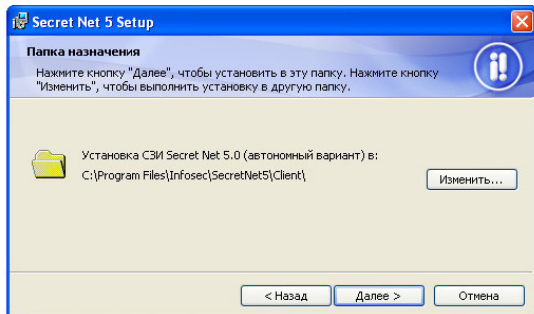 Secret Net 5 Setup
Папка назначения
Нажмите кнопку "Далее", чтобы установить в эту папку. Нажмите кнопку
"Изменить", чтобы выполнить установку в другую папку.
Установка СЗИ Secret Net 5.0 (автономный вариант) в:
C:\Program Files\Infosec\SecretNet5\Client\
Изменить...
< Назад
Далее >
Отмена